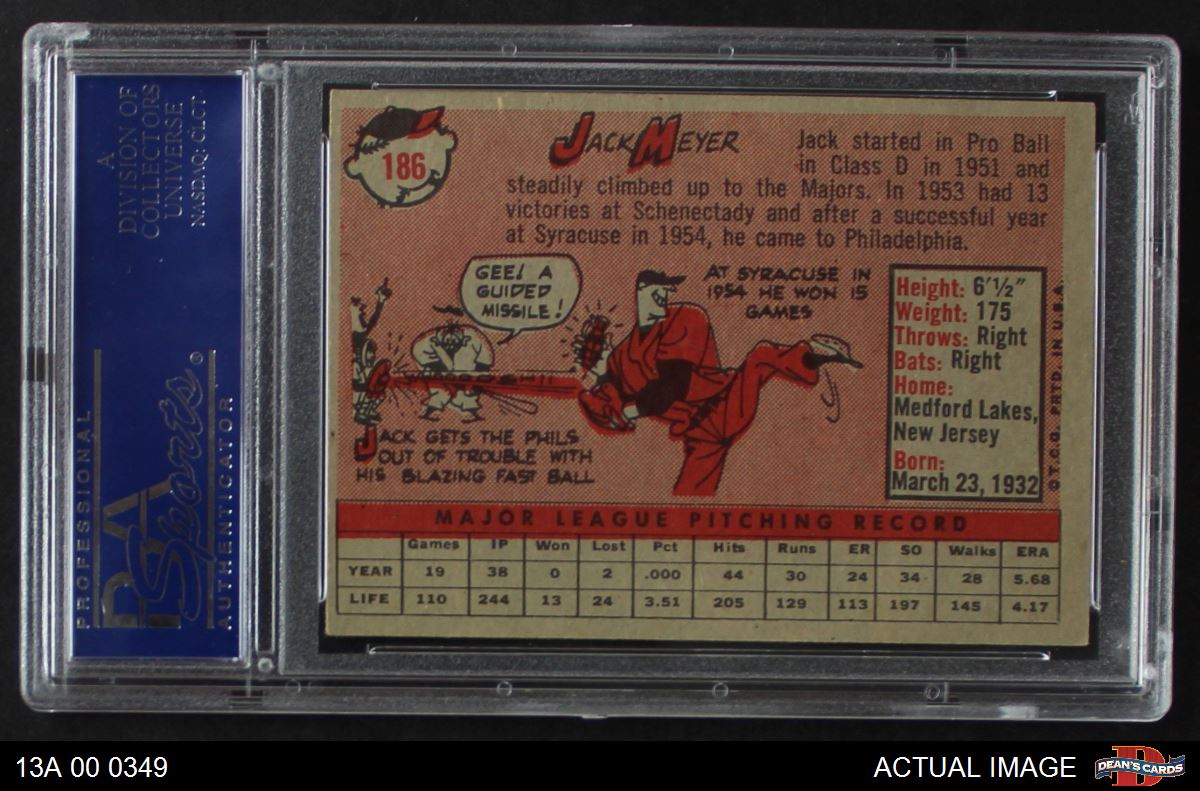 A
DIVISION OF
COLLECTORS
UNIVERSE
NASDAQ: CLCT
PROFESSIONAL
PSA
Sports®
AUTHENTICATOR
186
JACK MEYER
Jack started in Pro Ball
in Class D in 1951 and
steadily climbed up to the Majors. In 1953 had 13
victories at Schenectady and after a successful year
at Syracuse in 1954, he came to Philadelphia.
GEE! A
GUIDED
MISSILE!
AT SYRACUSE IN
1954 HE WON 15
GAMES
JACK GETS THE PHILS
OUT OF TROUBLE WITH
HIS BLAZING FAST BALL
Height: 6'½"
Weight: 175
Throws: Right
Bats: Right
Home:
Medford Lakes,
New Jersey
Born:
March 23, 1932
©T.C.G. PRTD. IN U.S.A.
MAJOR LEAGUE PITCHING RECORD
Games IP Won Lost Pct Hits Runs ER SO Walks ERA
YEAR 19 38 0 2 .000 44 30 24 34 28 5.68
LIFE 110 244 13 24 3.51 205 129 113 197 145 4.17
13A 00 0349
ACTUAL IMAGE
D
DEAN'S CARDS